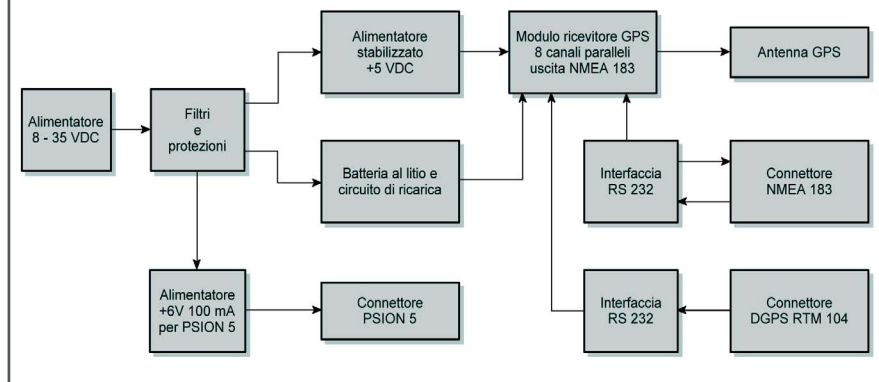 Alimentatore
stabilizzato
+5 VDC
Modulo ricevitore GPS
8 canali paralleli
uscita NMEA 183
Antenna GPS
Alimentatore
8 - 35 VDC
Filtri
e
protezioni
Batteria al litio e
circuito di ricarica
Interfaccia
RS 232
Connettore
NMEA 183
Alimentatore
+6V 100 mA
per PSION 5
Connettore
PSION 5
Interfaccia
RS 232
Connettore
DGPS RTM 104